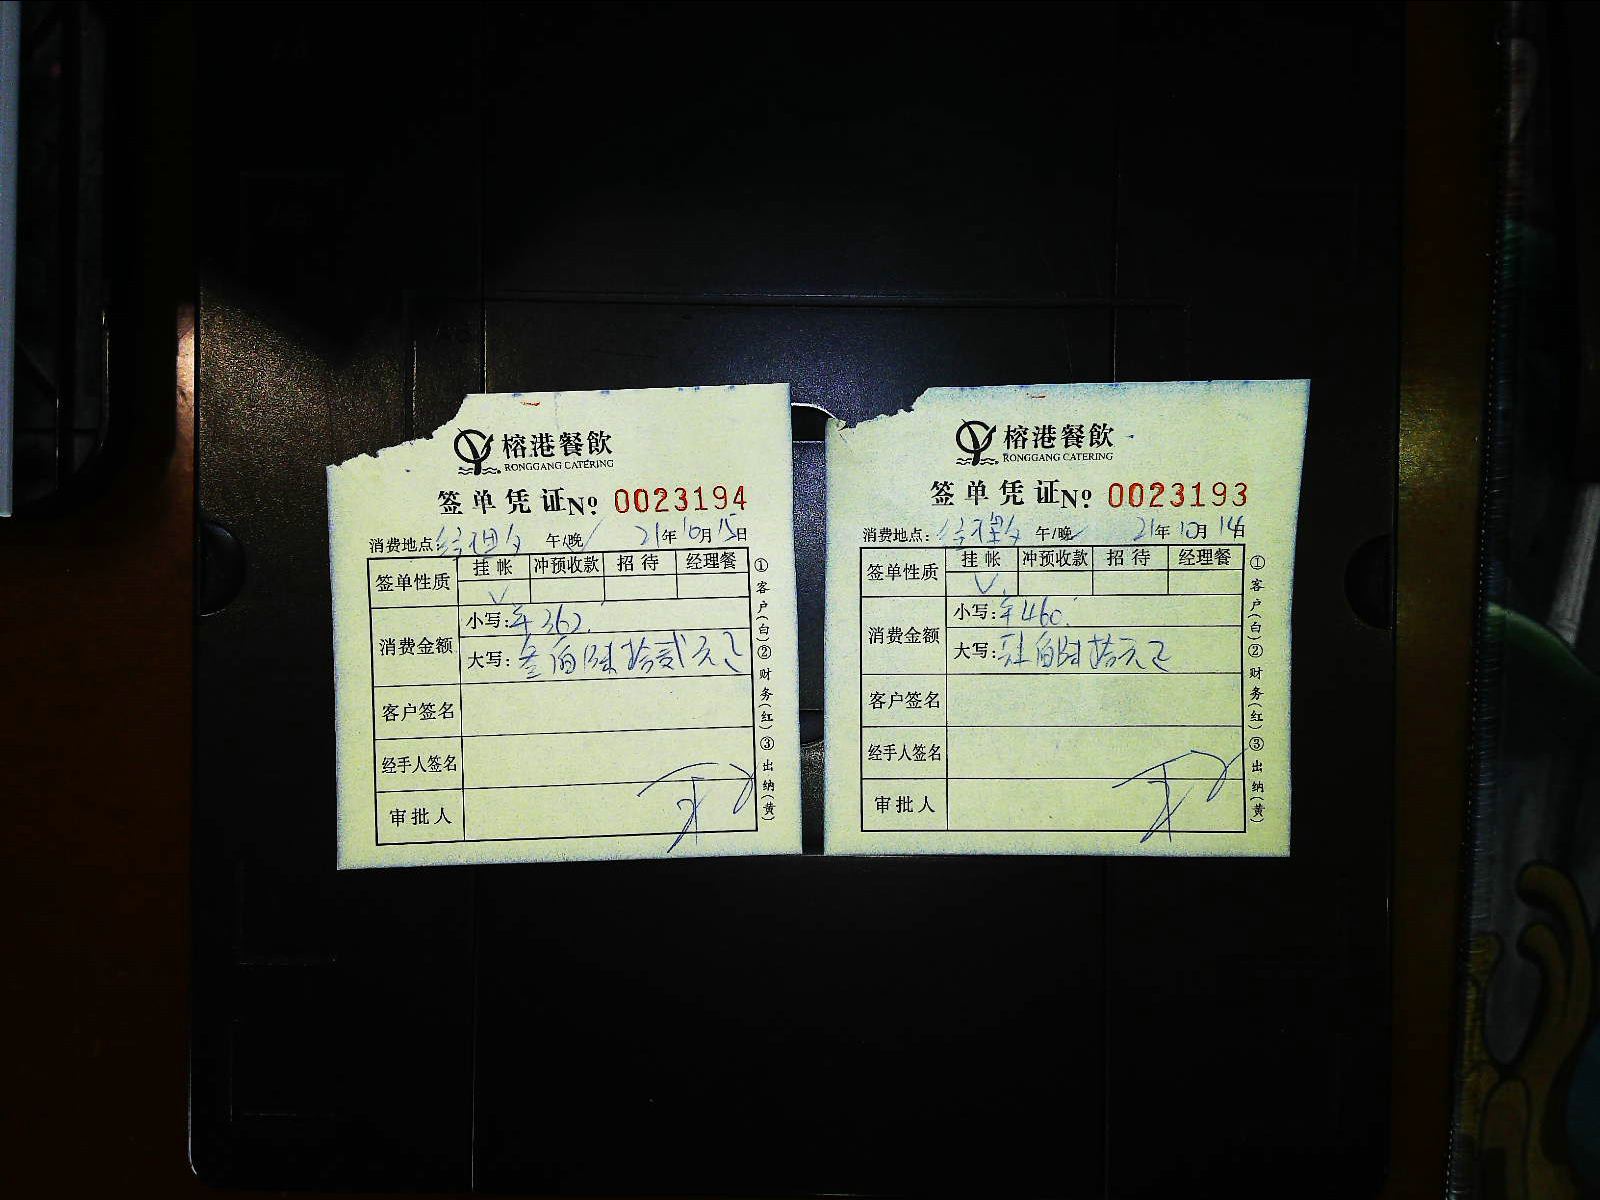 榕港餐飲
RONGGANG CATERING
签单凭证 No 0023194
消费地点: 午/晚 21年10月15日
签单性质 挂帐 冲预收款 招待 经理餐
√
消费金额 小写: 362.
大写: 叁佰陆拾贰元正
客户签名
经手人签名
审批人
①客户(白)②财务(红)③出纳(黄)
榕港餐飲
RONGGANG CATERING
签单凭证 No 0023193
消费地点: 午/晚 21年10月14日
签单性质 挂帐 冲预收款 招待 经理餐
√
消费金额 小写: 460.
大写: 肆佰陆拾元正
客户签名
经手人签名
审批人
①客户(白)②财务(红)③出纳(黄)